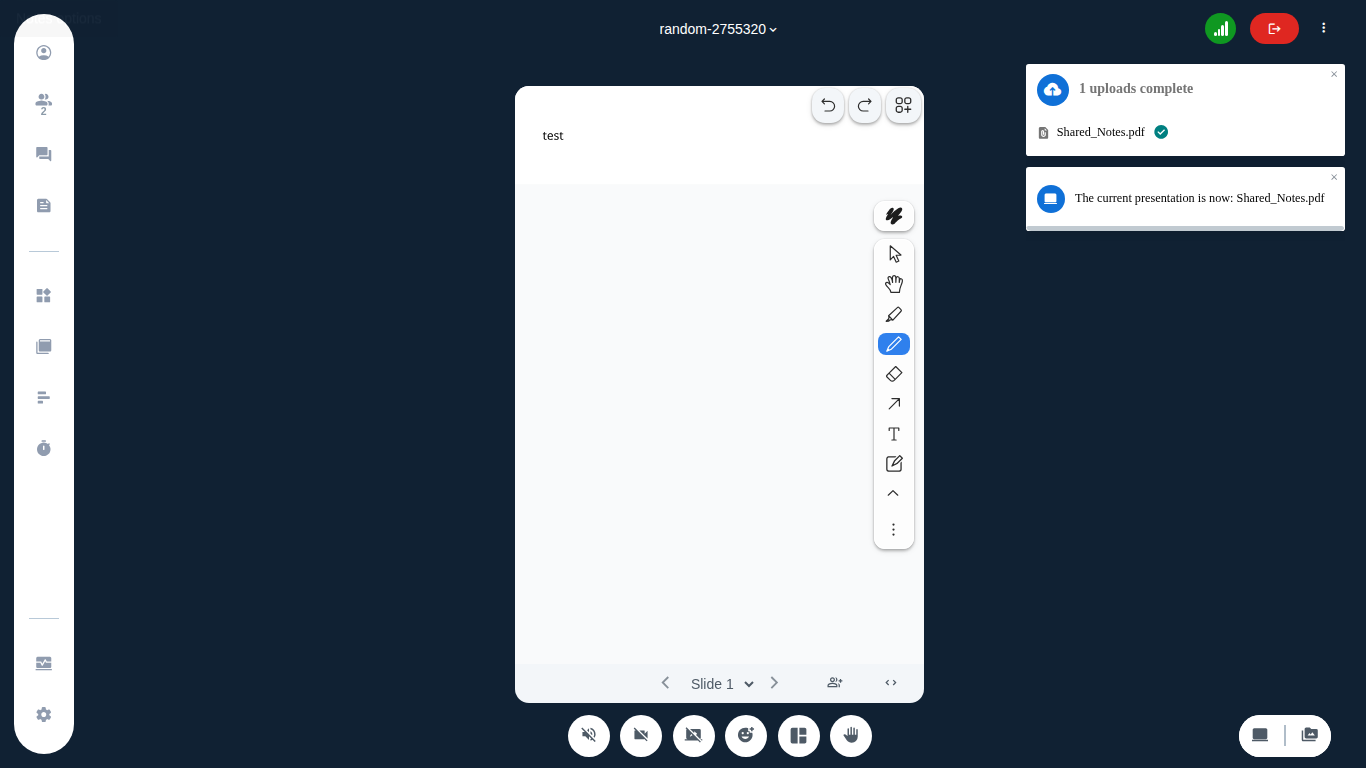 random-2755320
2
test
1 uploads complete
Shared_Notes.pdf
The current presentation is now: Shared_Notes.pdf
Slide 1